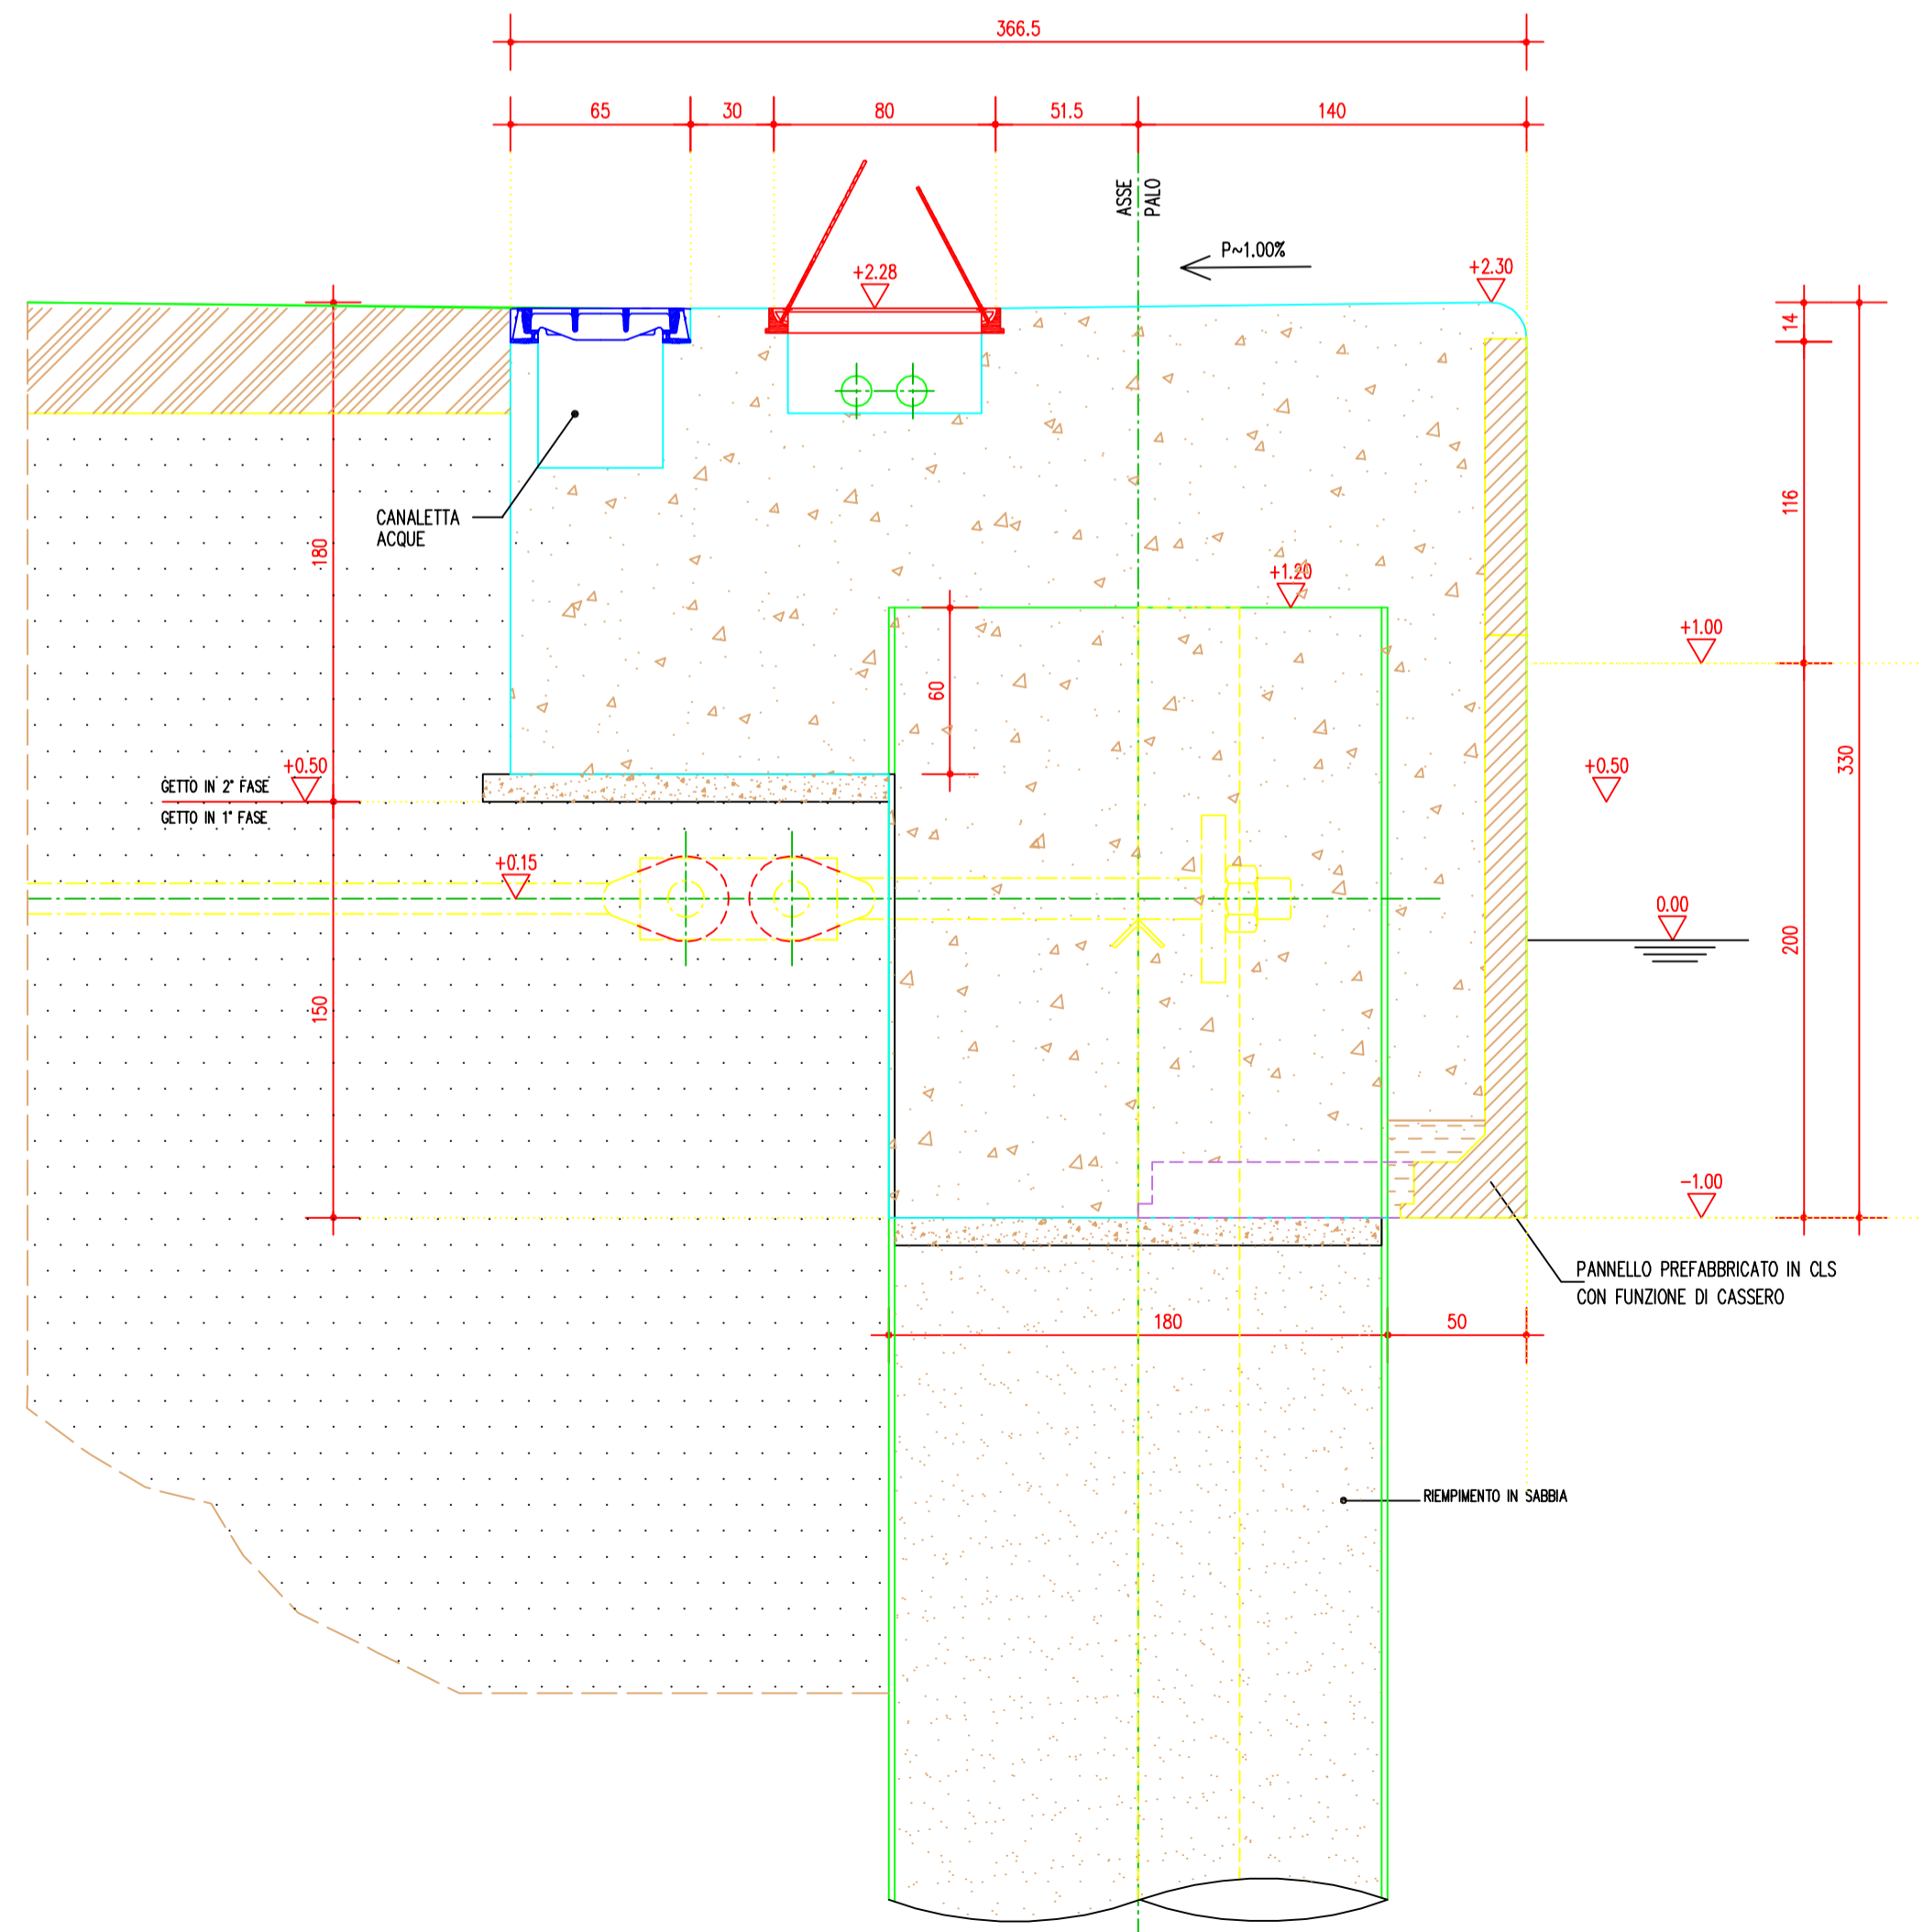 366.5
65
30
80
51.5
140
ASSE
PALO
P~1.00%
+2.28
+2.30
14
CANALETTA
ACQUE
180
116
+1.20
+1.00
60
330
GETTO IN 2° FASE
+0.50
GETTO IN 1° FASE
+0.50
+0.15
0.00
200
150
-1.00
PANNELLO PREFABBRICATO IN CLS
CON FUNZIONE DI CASSERO
180
50
RIEMPIMENTO IN SABBIA